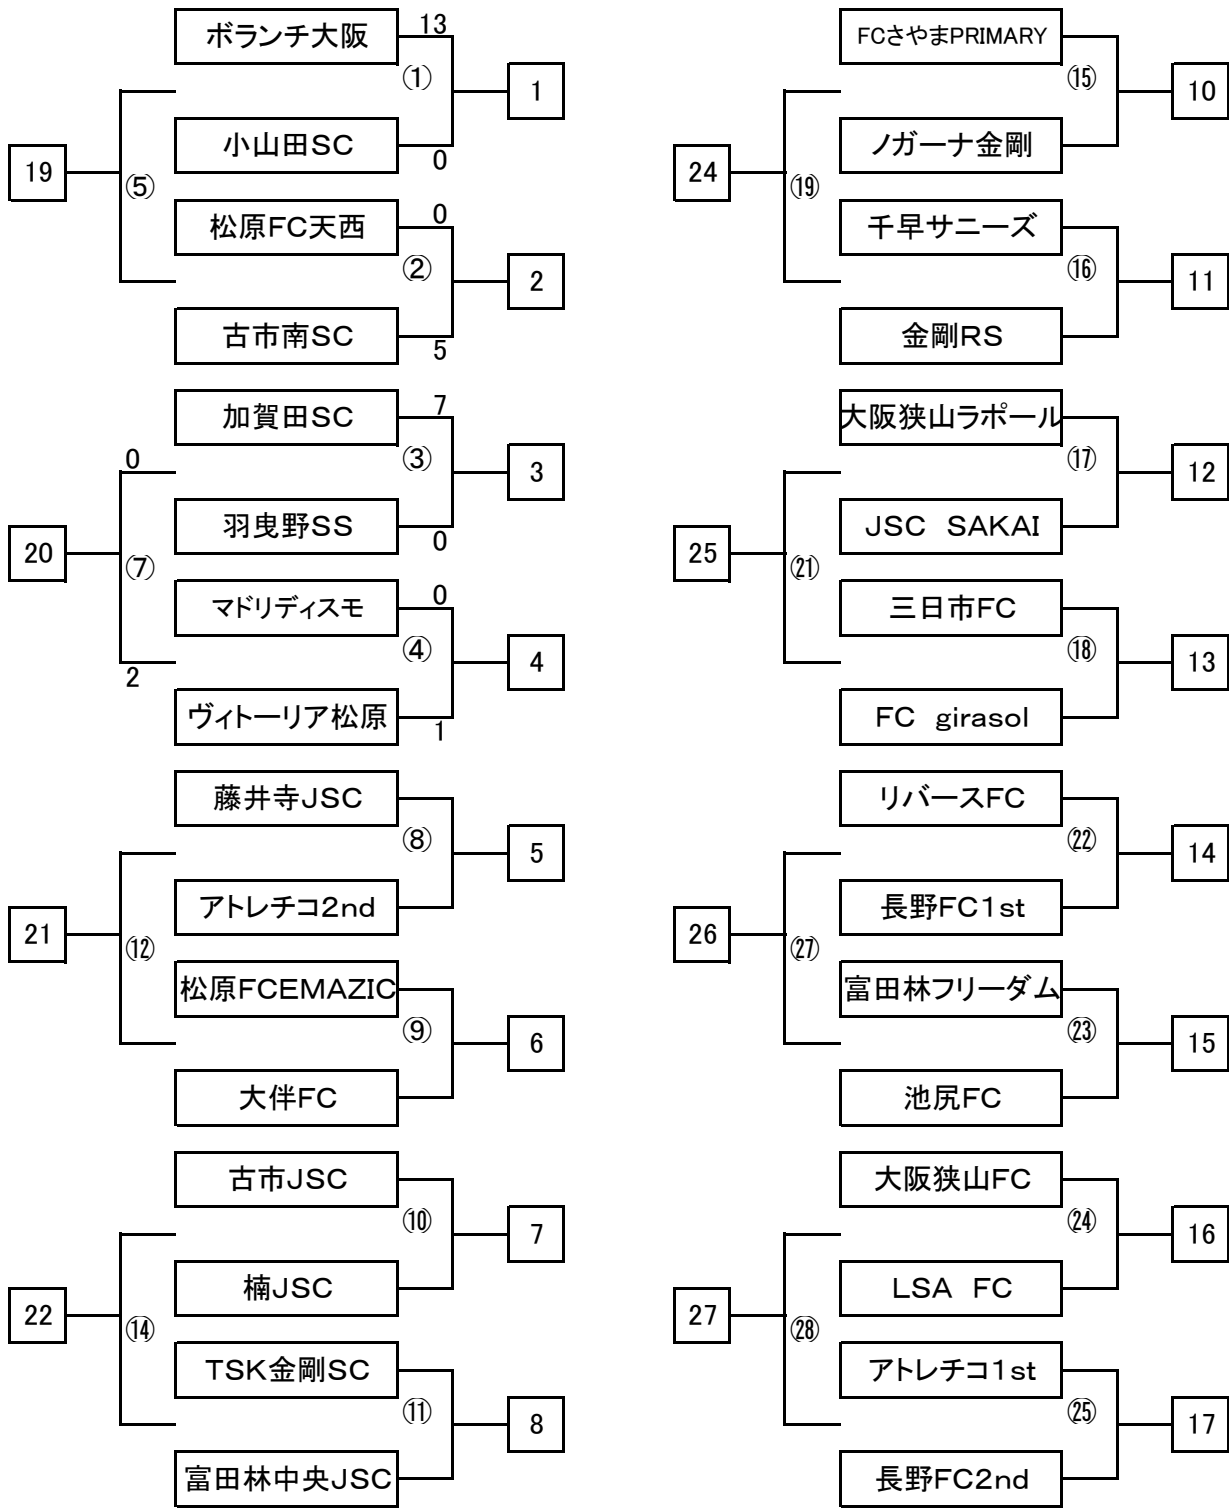 ボランチ大阪
13
①
1
小山田SC
0
19
⑤
松原FC天西
0
②
2
古市南SC
5
加賀田SC
7
③
3
0
羽曳野SS
0
20
⑦
マドリディスモ
0
④
4
2
ヴィトーリア松原
1
藤井寺JSC
⑧
5
アトレチコ2nd
21
⑫
松原FCEMAZIC
⑨
6
大伴FC
古市JSC
⑩
7
楠JSC
22
⑭
TSK金剛SC
⑪
8
富田林中央JSC
FCさやまPRIMARY
⑮
10
ノガーナ金剛
24
⑲
千早サニーズ
⑯
11
金剛RS
大阪狭山ラポール
⑰
12
JSC SAKAI
25
㉑
三日市FC
⑱
13
FC girasol
リバースFC
㉒
14
長野FC1st
26
㉗
富田林フリーダム
㉓
15
池尻FC
大阪狭山FC
㉔
16
LSA FC
27
㉘
アトレチコ1st
㉕
17
長野FC2nd